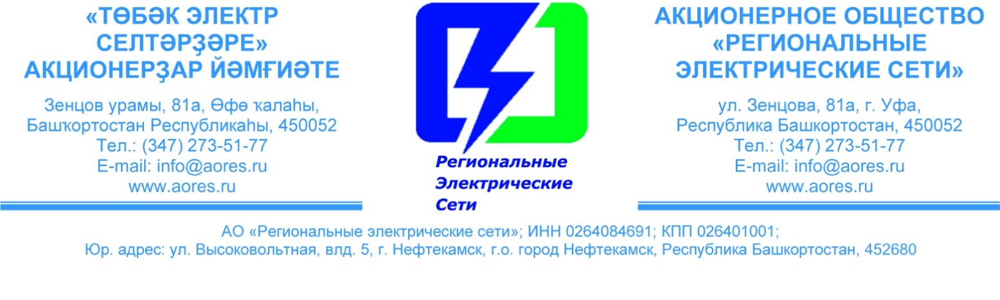 «ТӨБӘК ЭЛЕКТР
СЕЛТӘРҘӘРЕ»
АКЦИОНЕРҘАР ЙӘМҒИӘТЕ
Зенцов урамы, 81а, Өфө ҡалаһы,
Башҡортостан Республикаһы, 450052
Тел.: (347) 273-51-77
E-mail: info@aores.ru
www.aores.ru
Региональные
Электрические
Сети
АКЦИОНЕРНОЕ ОБЩЕСТВО
«РЕГИОНАЛЬНЫЕ
ЭЛЕКТРИЧЕСКИЕ СЕТИ»
ул. Зенцова, 81а, г. Уфа,
Республика Башкортостан, 450052
Тел.: (347) 273-51-77
E-mail: info@aores.ru
www.aores.ru
АО «Региональные электрические сети»; ИНН 0264084691; КПП 026401001;
Юр. адрес: ул. Высоковольтная, влд. 5, г. Нефтекамск, г.о. город Нефтекамск, Республика Башкортостан, 452680